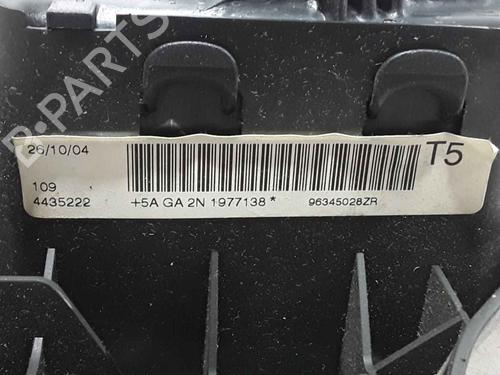 B-PARTS
26/10/04
T5
109
4435222
+5A GA 2N 1977138 *
96345028ZR